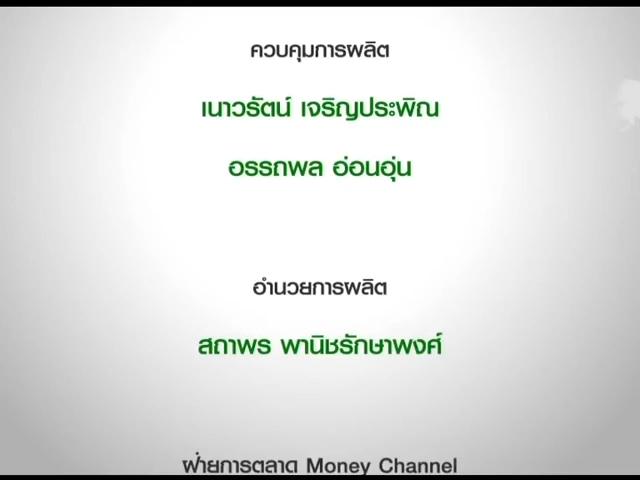 ควบคุมการผลิต
เนาวรัตน์ เจริญประพิณ
อรรถพล อ่อนอุ่น
อำนวยการผลิต
สถาพร พานิชรักษาพงศ์
ฝ่ายการตลาด Money Channel